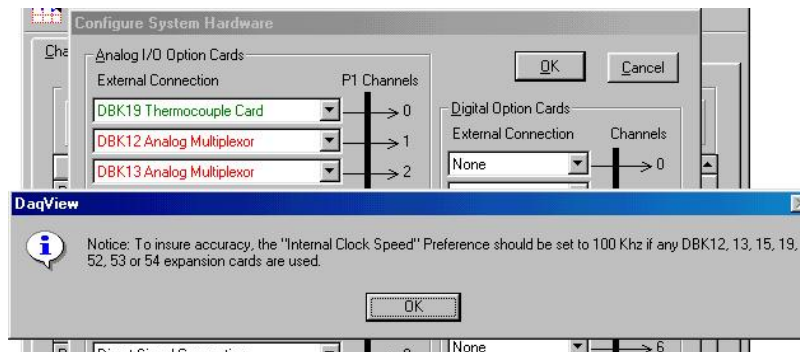 Configure System Hardware
Cha
Analog I/O Option Cards
OK
Cancel
External Connection P1 Channels
DBK19 Thermocouple Card 0
Digital Option Cards
External Connection Channels
DBK12 Analog Multiplexor 1
None 0
DBK13 Analog Multiplexor 2
DaqView
Notice: To insure accuracy, the "Internal Clock Speed" Preference should be set to 100 Khz if any DBK12, 13, 15, 19,
52, 53 or 54 expansion cards are used.
OK
None 6